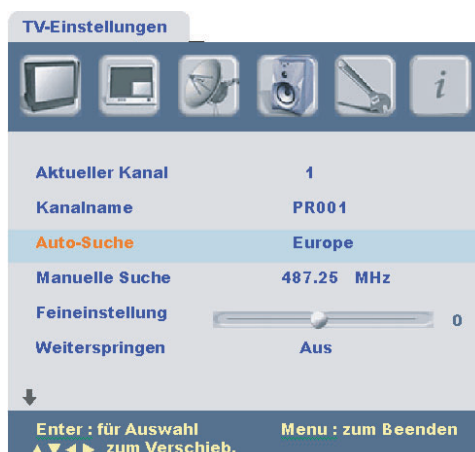 TV-Einstellungen
i
Aktueller Kanal 1
Kanalname PR001
Auto-Suche Europe
Manuelle Suche 487.25 MHz
Feineinstellung 0
Weiterspringen Aus
Enter : für Auswahl Menu : zum Beenden
▲▼◄► zum Verschieb.